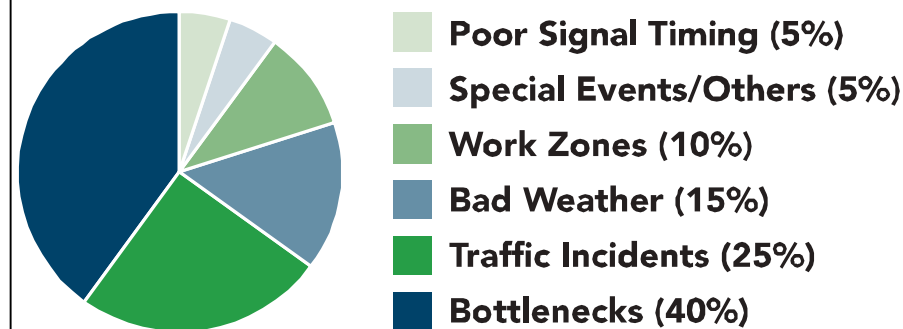 Poor Signal Timing (5%)
Special Events/Others (5%)
Work Zones (10%)
Bad Weather (15%)
Traffic Incidents (25%)
Bottlenecks (40%)